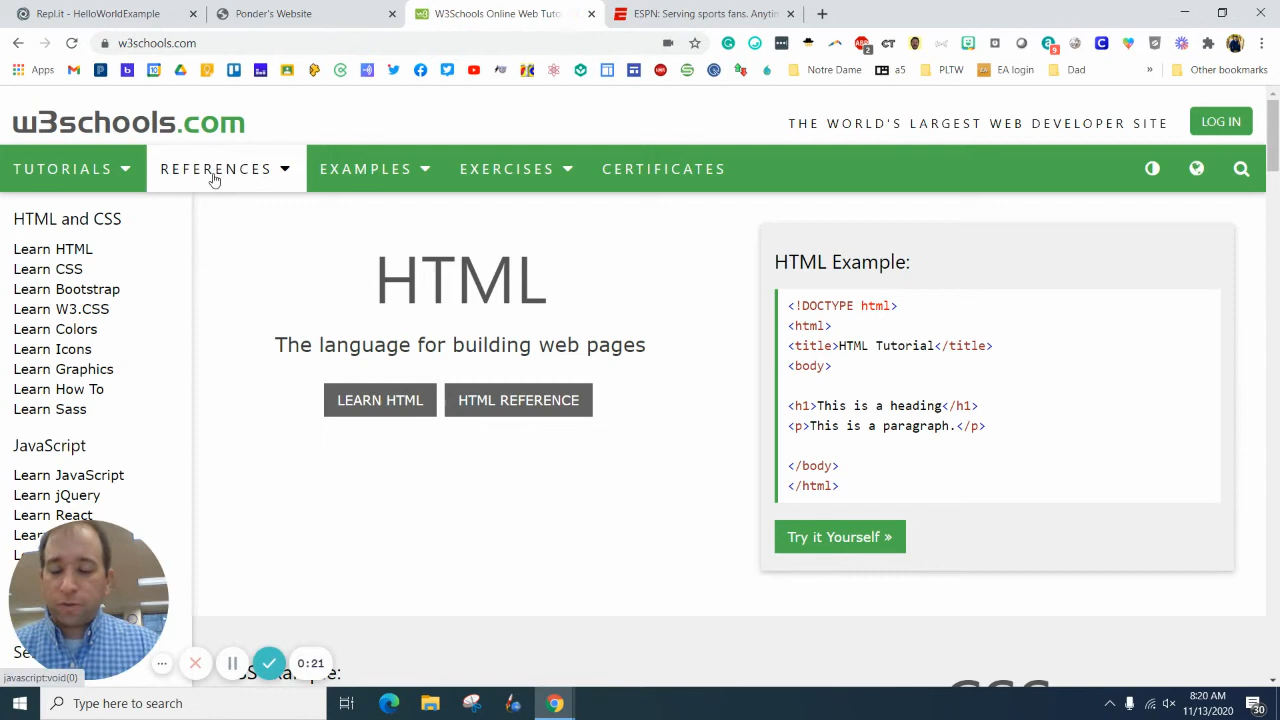 Repl.it - HelloWorldExample
Ponder's Website
W3Schools Online Web Tuto
ESPN: Serving sports fans. Anytim
w3schools.com
Apps
Notre Dame
a5
PLTW
EA login
Dad
Other bookmarks
w3schools.com
THE WORLD'S LARGEST WEB DEVELOPER SITE
LOG IN
TUTORIALS
REFERENCES
EXAMPLES
EXERCISES
CERTIFICATES
HTML and CSS
Learn HTML
Learn CSS
Learn Bootstrap
Learn W3.CSS
Learn Colors
Learn Icons
Learn Graphics
Learn How To
Learn Sass
JavaScript
Learn JavaScript
Learn jQuery
Learn React
HTML
The language for building web pages
LEARN HTML
HTML REFERENCE
HTML Example:
<!DOCTYPE html>
<html>
<title>HTML Tutorial</title>
<body>
<h1>This is a heading</h1>
<p>This is a paragraph.</p>
</body>
</html>
Try it Yourself »
0:21
javascript:void(0)
CSS
Type here to search
8:20 AM
11/13/2020
30